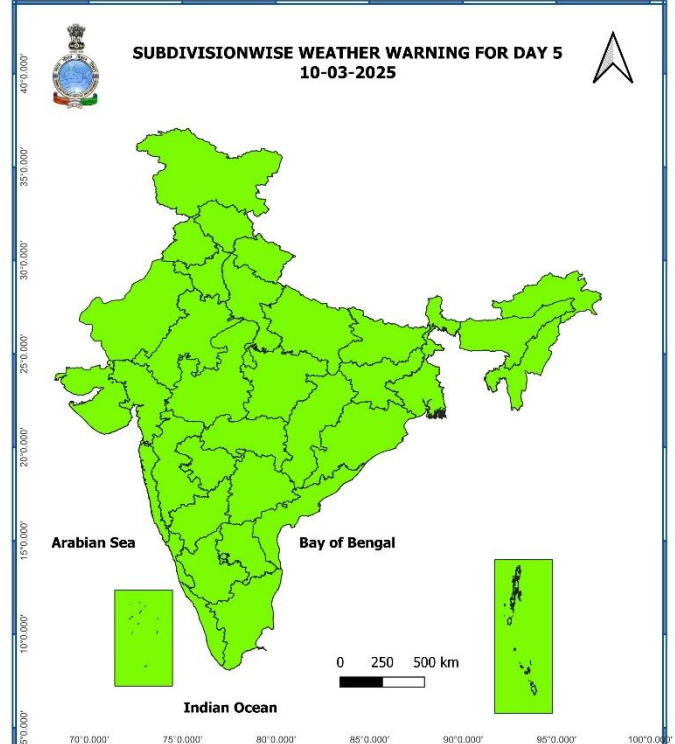 SUBDIVISIONWISE WEATHER WARNING FOR DAY 5
10-03-2025
40°0.000'
35°0.000'
30°0.000'
25°0.000'
20°0.000'
15°0.000'
10°0.000'
5°0.000'
Arabian Sea
Bay of Bengal
0 250 500 km
Indian Ocean
70°0.000' 75°0.000' 80°0.000' 85°0.000' 90°0.000' 95°0.000' 100°0.000'